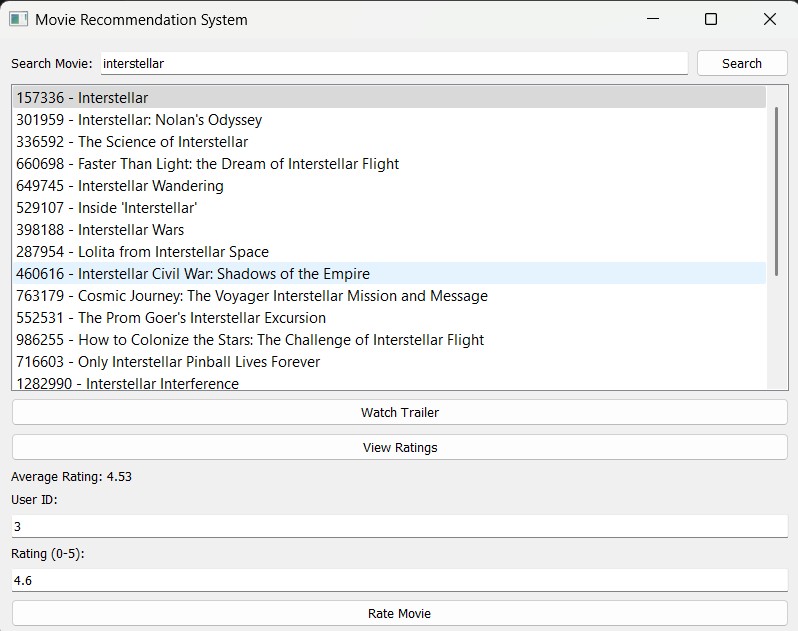 Movie Recommendation System
Search Movie: interstellar Search
157336 - Interstellar
301959 - Interstellar: Nolan's Odyssey
336592 - The Science of Interstellar
660698 - Faster Than Light: the Dream of Interstellar Flight
649745 - Interstellar Wandering
529107 - Inside 'Interstellar'
398188 - Interstellar Wars
287954 - Lolita from Interstellar Space
460616 - Interstellar Civil War: Shadows of the Empire
763179 - Cosmic Journey: The Voyager Interstellar Mission and Message
552531 - The Prom Goer's Interstellar Excursion
986255 - How to Colonize the Stars: The Challenge of Interstellar Flight
716603 - Only Interstellar Pinball Lives Forever
1282990 - Interstellar Interference
Watch Trailer
View Ratings
Average Rating: 4.53
User ID:
3
Rating (0-5):
4.6
Rate Movie